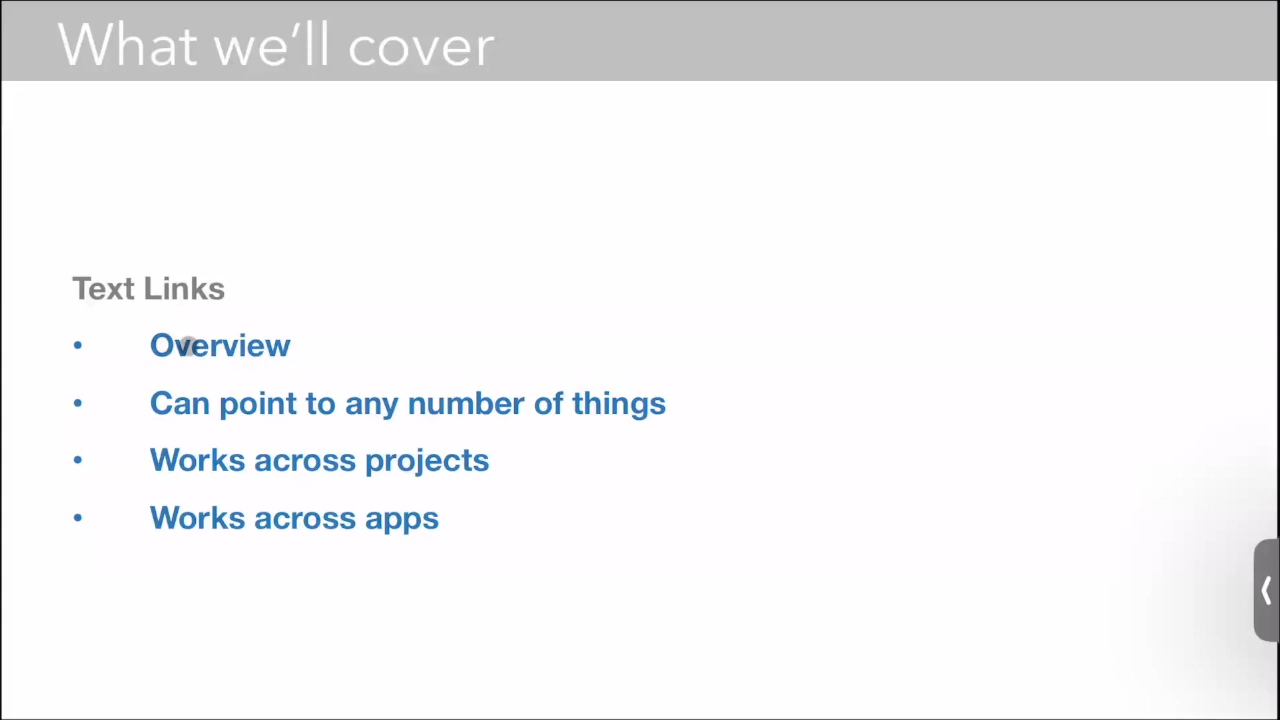 What we’ll cover
Text Links
• Overview
• Can point to any number of things
• Works across projects
• Works across apps